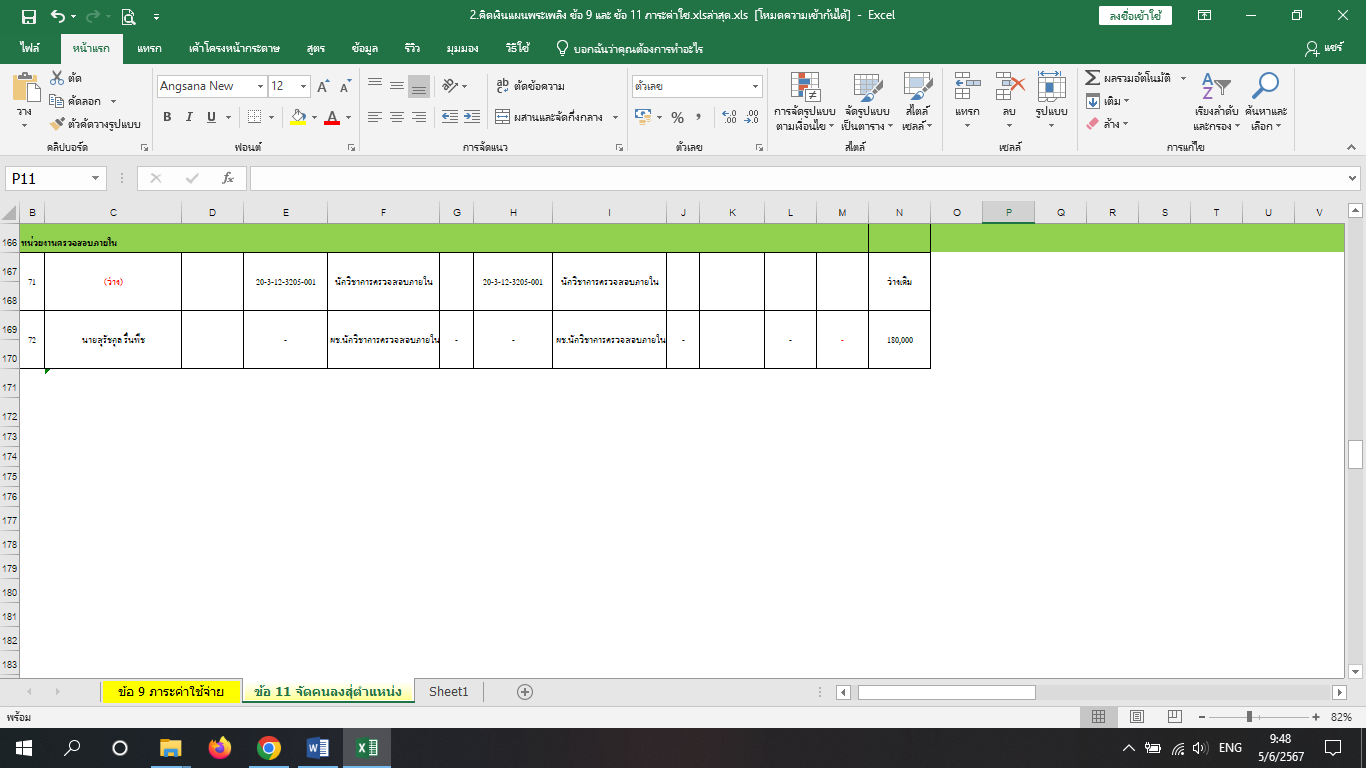 2.คิดเงินแผนพระเพลิง ข้อ 9 และ ข้อ 11 ภาระค่าใช้.xlsล่าสุด.xls [โหมดความเข้ากันได้] - Excel
ลงชื่อเข้าใช้
ไฟล์ หน้าแรก แทรก เค้าโครงหน้ากระดาษ สูตร ข้อมูล รีวิว มุมมอง วิธีใช้ บอกฉันว่าคุณต้องการทำอะไร แชร์
วาง
ตัด
คัดลอก
ตัวคัดวางรูปแบบ
คลิปบอร์ด
Angsana New 12
B I U
ฟอนต์
ตัดข้อความ
ผสานและจัดกึ่งกลาง
การจัดแนว
ตัวเลข
ตัวเลข
การจัดรูปแบบ
ตามเงื่อนไข
จัดรูปแบบ
เป็นตาราง
สไตล์
เซลล์
สไตล์
แทรก ลบ รูปแบบ
เซลล์
ผลรวมอัตโนมัติ
เติม
ล้าง
เรียงลำดับ
และกรอง
ค้นหาและ
เลือก
การแก้ไข
P11 fx
B C D E F G H I J K L M N O P Q R S T U V
166 หน่วยงานตรวจสอบภายใน
167
71 (ว่าง) 20-3-12-3205-001 นักวิชาการตรวจสอบภายใน 20-3-12-3205-001 นักวิชาการตรวจสอบภายใน ว่างเดิม
168
169
72 นายสุรัชกุล รื่นพืช - ผช.นักวิชาการตรวจสอบภายใน - - ผช.นักวิชาการตรวจสอบภายใน - - - 180,000
170
171
172
173
174
175
176
177
178
179
180
181
182
183
ข้อ 9 ภาระค่าใช้จ่าย ข้อ 11 จัดคนลงสู่ตำแหน่ง Sheet1
พร้อม 82%
ENG
9:48
5/6/2567